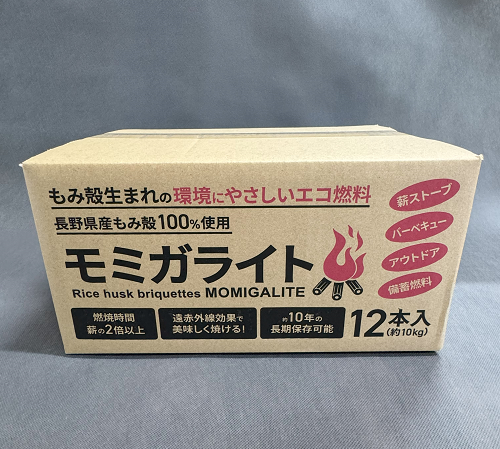 もみ殻生まれの環境にやさしいエコ燃料
長野県産もみ殻100%使用
モミガライト
Rice husk briquettes MOMIGALITE
燃焼時間
薪の2倍以上
遠赤外線効果で
美味しく焼ける!
約10年の
長期保存可能
薪ストーブ
バーベキュー
アウトドア
備蓄燃料
12本入
(約10kg)